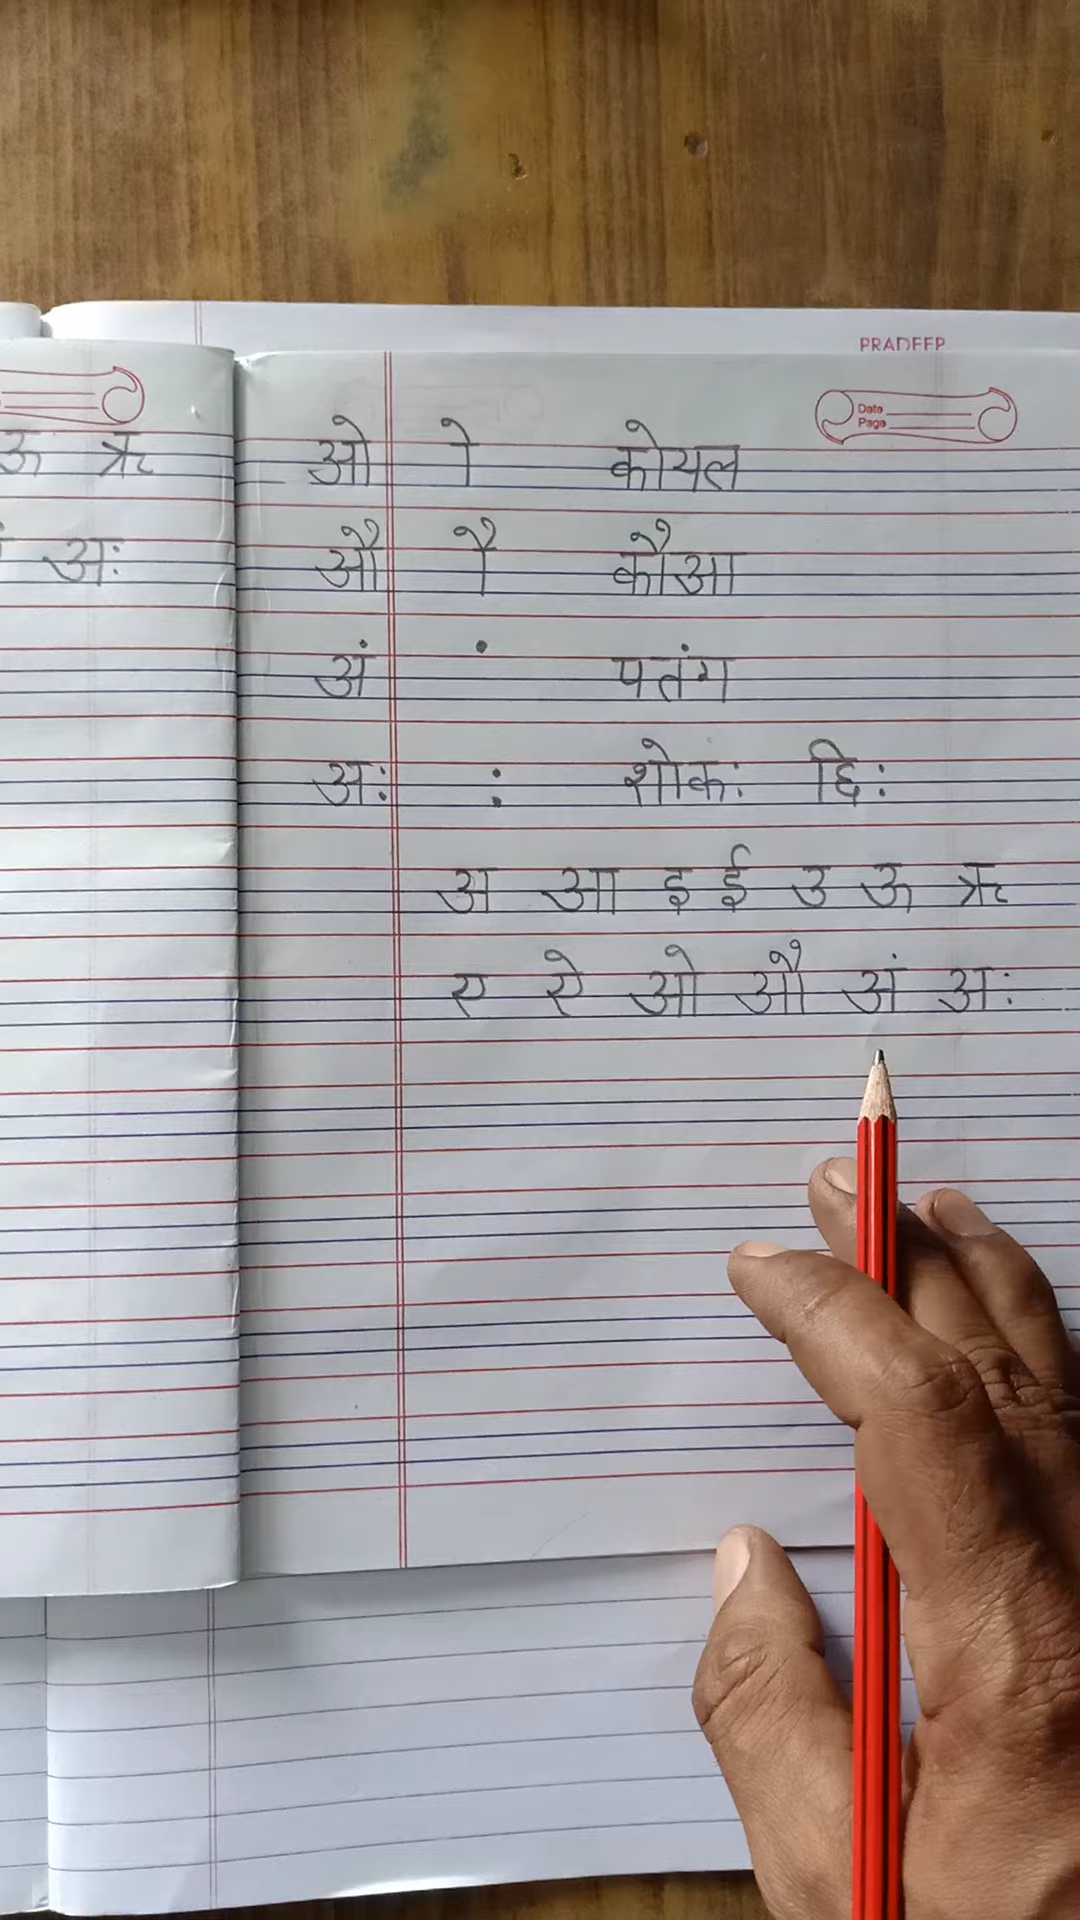 PRADEEP
Date
Page
ऊ ऋ
अः
ओ ो कोयल
औ ौ कौआ
अं ं पतंग
अः ः शोकः द्दिः
अ आ इ ई उ ऊ ऋ
ए ऐ ओ औ अं अः